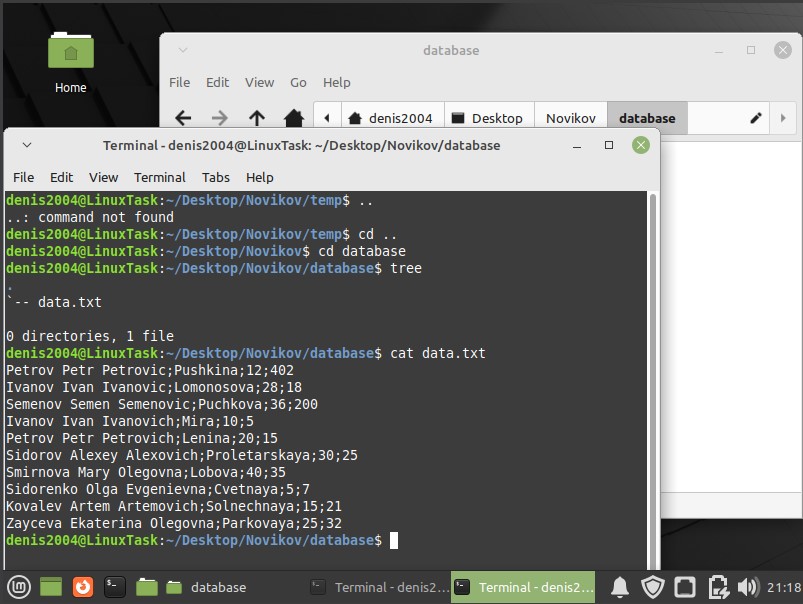 Home
database
File Edit View Go Help
denis2004 Desktop Novikov database
Terminal - denis2004@LinuxTask: ~/Desktop/Novikov/database
File Edit View Terminal Tabs Help
denis2004@LinuxTask:~/Desktop/Novikov/temp$ ..
..: command not found
denis2004@LinuxTask:~/Desktop/Novikov/temp$ cd ..
denis2004@LinuxTask:~/Desktop/Novikov$ cd database
denis2004@LinuxTask:~/Desktop/Novikov/database$ tree
.
`-- data.txt
0 directories, 1 file
denis2004@LinuxTask:~/Desktop/Novikov/database$ cat data.txt
Petrov Petr Petrovic;Pushkina;12;402
Ivanov Ivan Ivanovic;Lomonosova;28;18
Semenov Semen Semenovic;Puchkova;36;200
Ivanov Ivan Ivanovich;Mira;10;5
Petrov Petr Petrovich;Lenina;20;15
Sidorov Alexey Alexovich;Proletarskaya;30;25
Smirnova Mary Olegovna;Lobova;40;35
Sidorenko Olga Evgenievna;Cvetnaya;5;7
Kovalev Artem Artemovich;Solnechnaya;15;21
Zayceva Ekaterina Olegovna;Parkovaya;25;32
denis2004@LinuxTask:~/Desktop/Novikov/database$
database Terminal - denis2... Terminal - denis2... 21:18